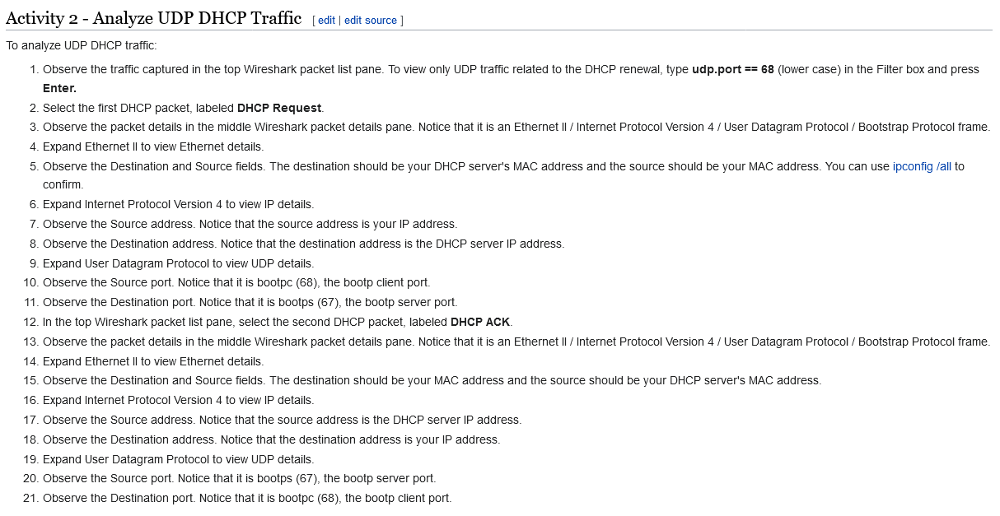 Activity 2 - Analyze UDP DHCP Traffic [ edit | edit source ]
To analyze UDP DHCP traffic:
1. Observe the traffic captured in the top Wireshark packet list pane. To view only UDP traffic related to the DHCP renewal, type udp.port == 68 (lower case) in the Filter box and press
Enter.
2. Select the first DHCP packet, labeled DHCP Request.
3. Observe the packet details in the middle Wireshark packet details pane. Notice that it is an Ethernet II / Internet Protocol Version 4 / User Datagram Protocol / Bootstrap Protocol frame.
4. Expand Ethernet II to view Ethernet details.
5. Observe the Destination and Source fields. The destination should be your DHCP server's MAC address and the source should be your MAC address. You can use ipconfig /all to
confirm.
6. Expand Internet Protocol Version 4 to view IP details.
7. Observe the Source address. Notice that the source address is your IP address.
8. Observe the Destination address. Notice that the destination address is the DHCP server IP address.
9. Expand User Datagram Protocol to view UDP details.
10. Observe the Source port. Notice that it is bootpc (68), the bootp client port.
11. Observe the Destination port. Notice that it is bootps (67), the bootp server port.
12. In the top Wireshark packet list pane, select the second DHCP packet, labeled DHCP ACK.
13. Observe the packet details in the middle Wireshark packet details pane. Notice that it is an Ethernet II / Internet Protocol Version 4 / User Datagram Protocol / Bootstrap Protocol frame.
14. Expand Ethernet II to view Ethernet details.
15. Observe the Destination and Source fields. The destination should be your MAC address and the source should be your DHCP server's MAC address.
16. Expand Internet Protocol Version 4 to view IP details.
17. Observe the Source address. Notice that the source address is the DHCP server IP address.
18. Observe the Destination address. Notice that the destination address is your IP address.
19. Expand User Datagram Protocol to view UDP details.
20. Observe the Source port. Notice that it is bootps (67), the bootp server port.
21. Observe the Destination port. Notice that it is bootpc (68), the bootp client port.